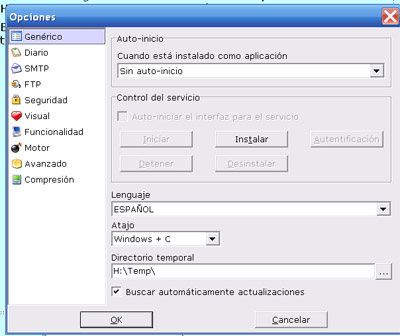 Opciones
Genérico
Diario
SMTP
FTP
Seguridad
Visual
Funcionalidad
Motor
Avanzado
Compresión
Auto-inicio
Cuando está instalado como aplicación
Sin auto-inicio
Control del servicio
Auto-iniciar el interfaz para el servicio
Iniciar Instalar Autentificación
Detener Desinstalar
Lenguaje
ESPAÑOL
Atajo
Windows + C
Directorio temporal
H:\Temp\ ...
Buscar automáticamente actualizaciones
OK Cancelar